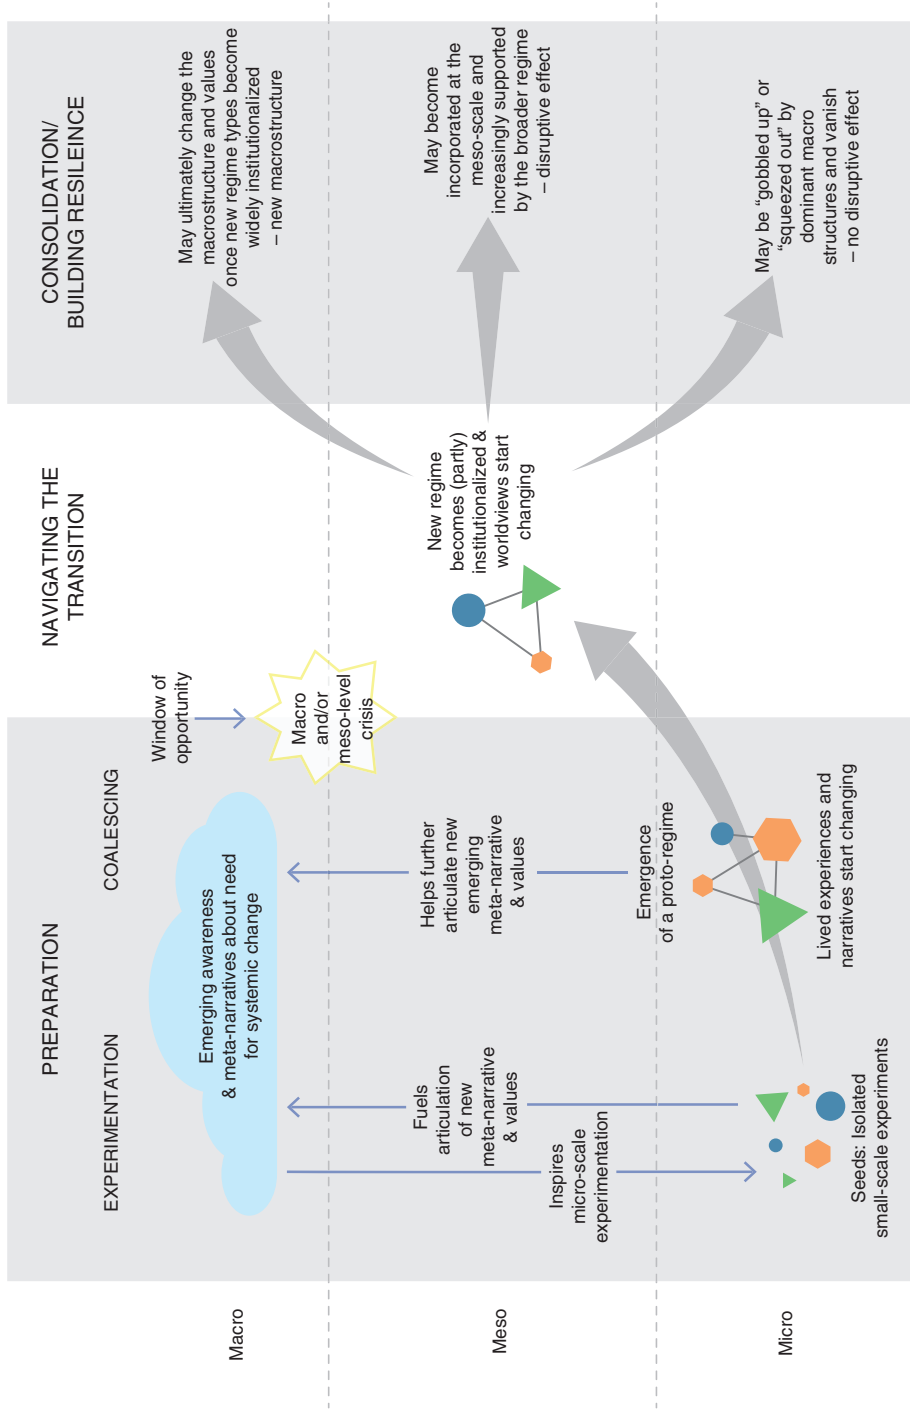 PREPARATION
NAVIGATING THE
TRANSITION
CONSOLIDATION/
BUILDING RESILEINCE
EXPERIMENTATION
COALESCING
Macro
Emerging awareness
& meta-narratives about need
for systemic change
Window of
opportunity
Macro
and/or
meso-level
crisis
May ultimately change the
macrostructure and values
once new regime types become
widely institutionalized
– new macrostructure
Meso
Inspires
micro-scale
experimentation
Fuels
articulation
of new
meta-narrative
& values
Helps further
articulate new
emerging
meta-narrative
& values
New regime
becomes (partly)
institutionalized &
worldviews start
changing
May become
incorporated at the
meso-scale and
increasingly supported
by the broader regime
– disruptive effect
Micro
Seeds: Isolated
small-scale experiments
Emergence
of a proto-regime
Lived experiences and
narratives start changing
May be “gobbled up” or
“squeezed out” by
dominant macro
structures and vanish
– no disruptive effect